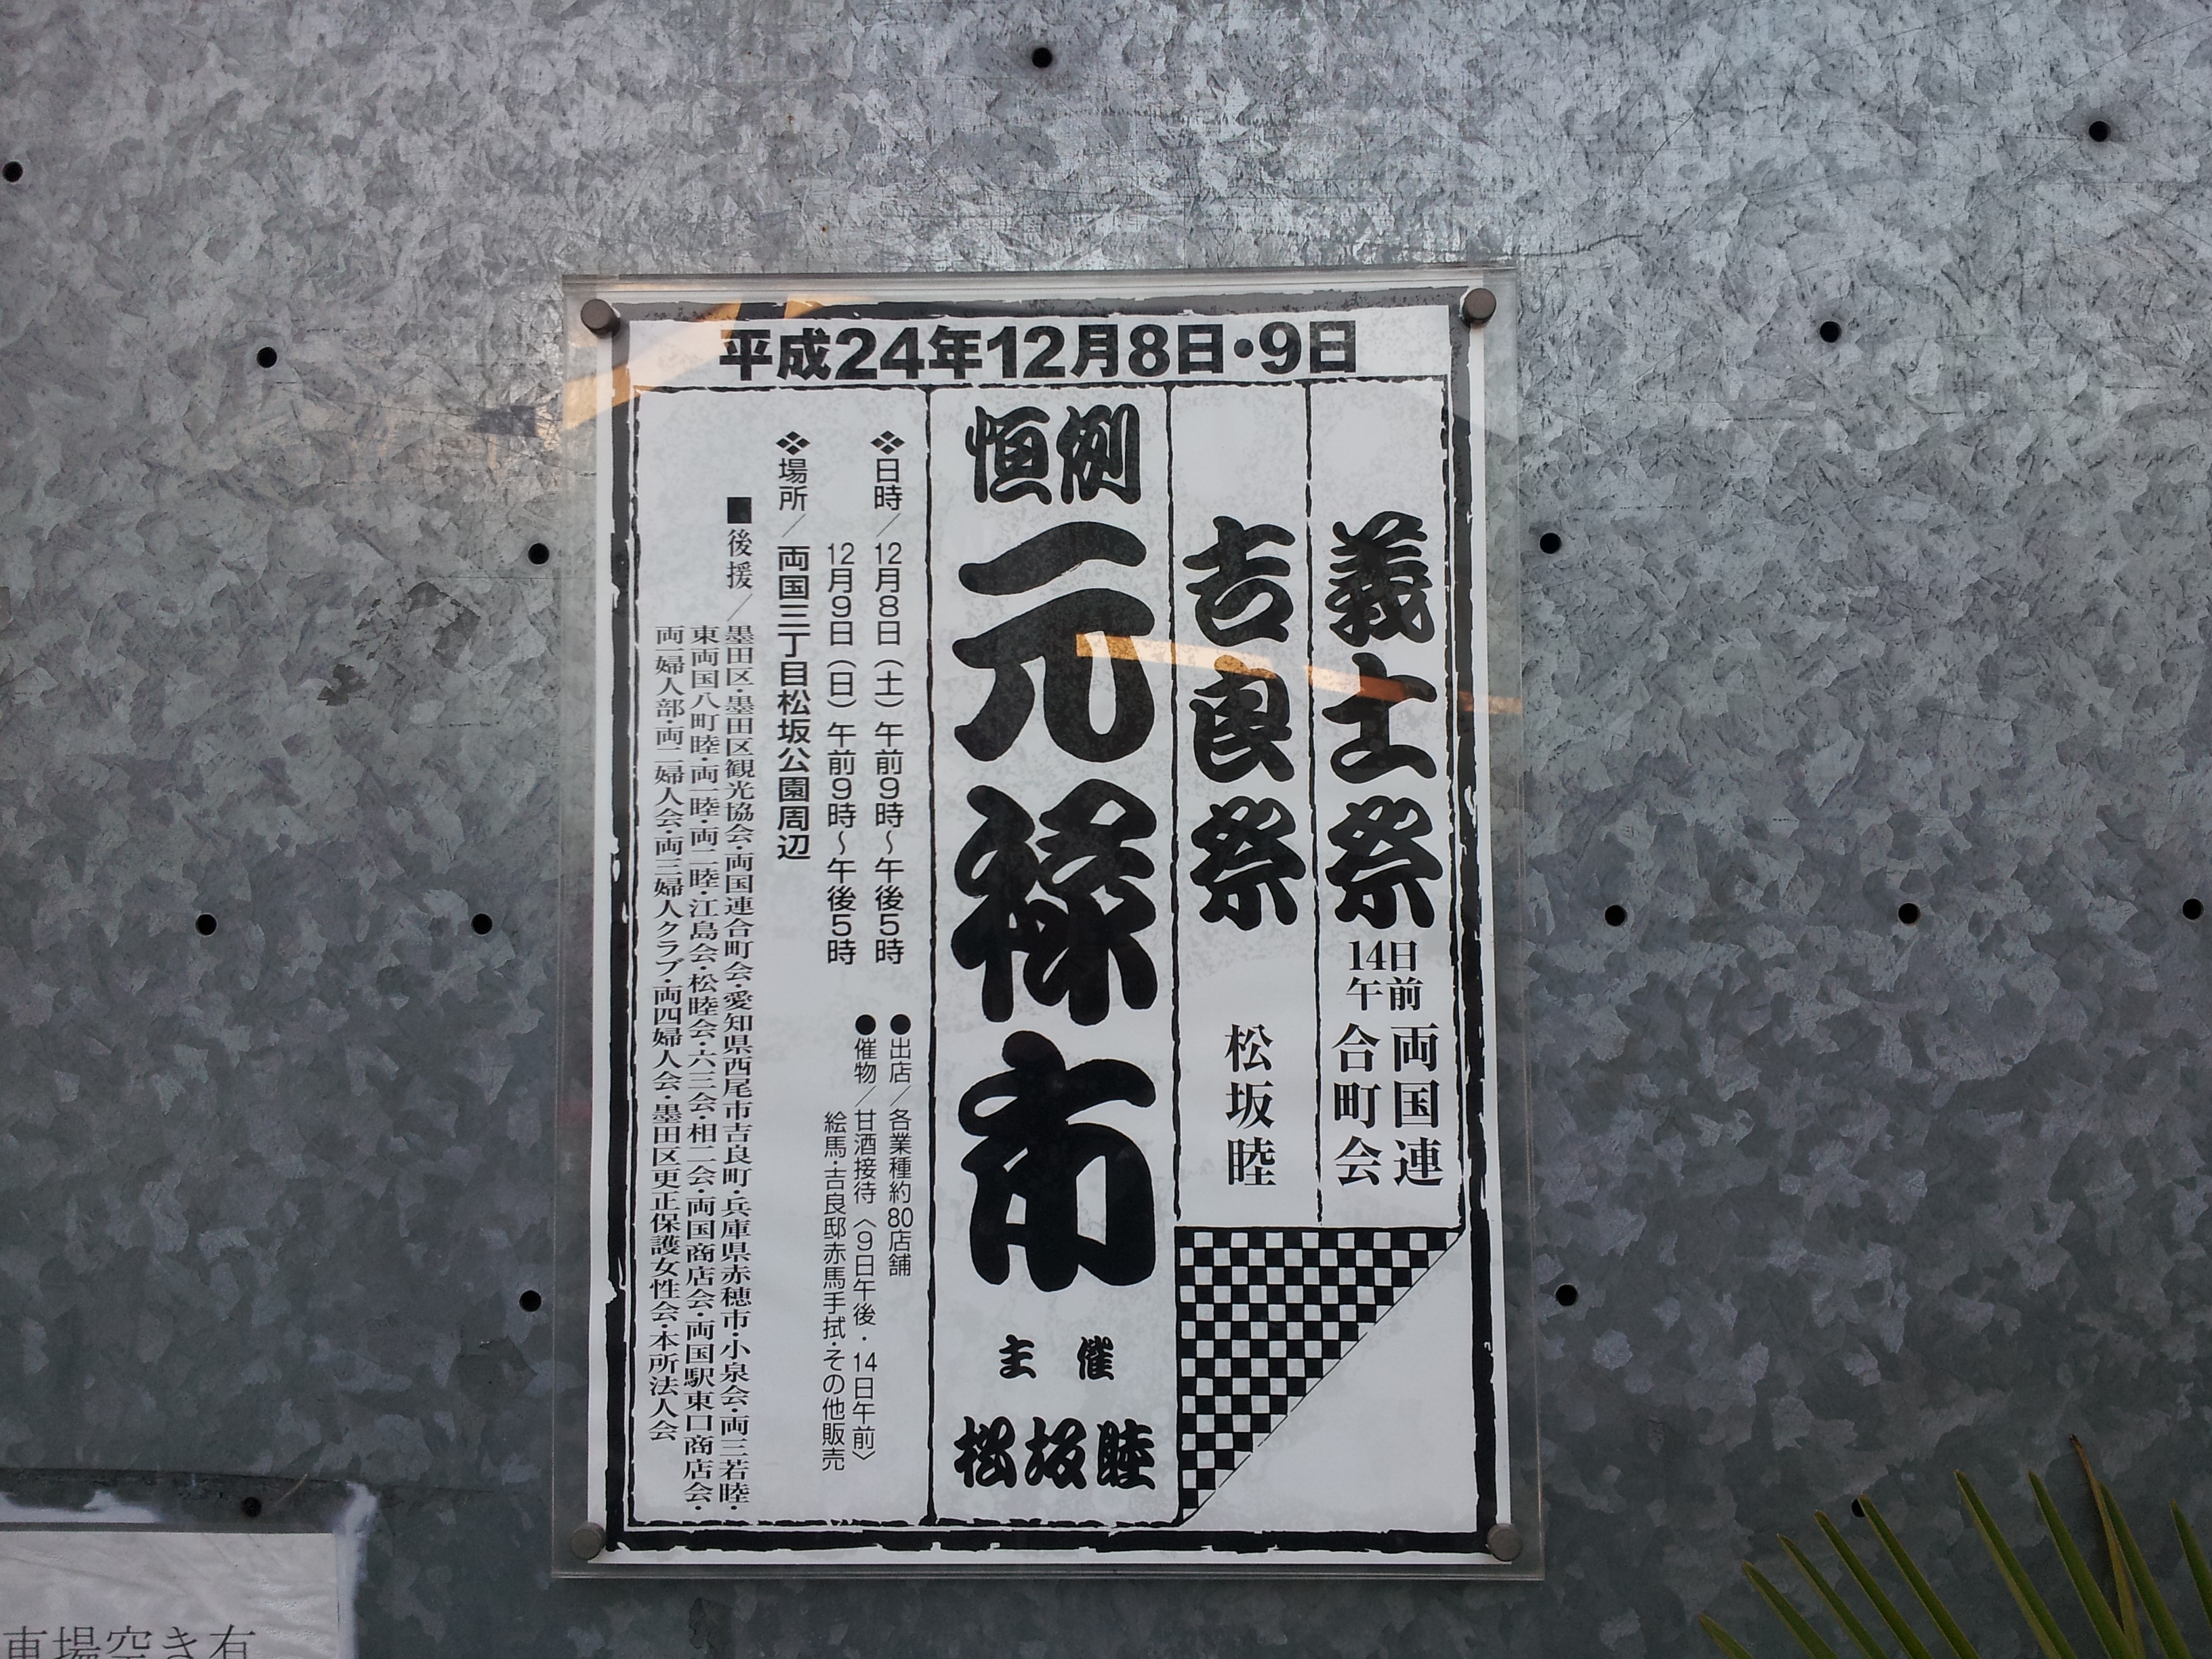 平成24年12月8日・9日
義士祭
14日
午前
両国連
合町会
吉良祭
松坂睦
恒例
元禄市
主催
松坂睦
❖日時／12月8日（土）午前9時〜午後5時
12月9日（日）午前9時〜午後5時
❖場所／両国三丁目松坂公園周辺
●出店／各業種約80店舗
●催物／甘酒接待〈9日午後・14日午前〉
絵馬・吉良邸赤馬手拭・その他販売
■後援／墨田区・墨田区観光協会・両国連合町会・愛知県西尾市吉良町・兵庫県赤穂市・小泉会・両三若睦・
東両国八町睦・両一睦・両二睦・江島会・松睦会・六三会・相二会・両国商店会・両国駅東口商店会・
両一婦人部・両二婦人会・両三婦人クラブ・両四婦人会・墨田区更正保護女性会・本所法人会
車場空き有